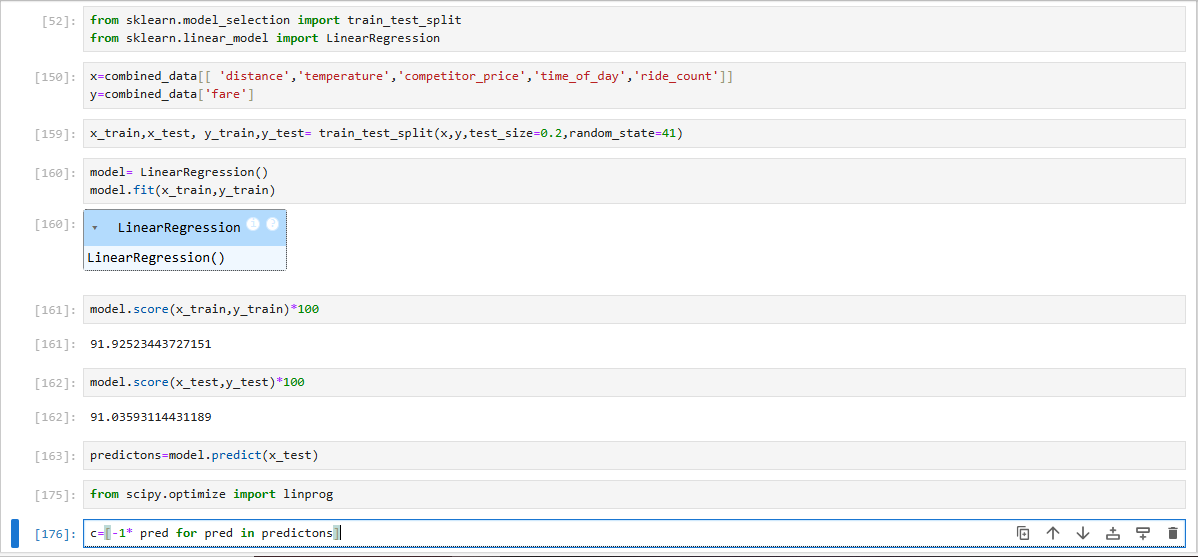 [52]: from sklearn.model_selection import train_test_split
from sklearn.linear_model import LinearRegression
[150]: x=combined_data[[ 'distance','temperature','competitor_price','time_of_day','ride_count']]
y=combined_data['fare']
[159]: x_train,x_test, y_train,y_test= train_test_split(x,y,test_size=0.2,random_state=41)
[160]: model= LinearRegression()
model.fit(x_train,y_train)
[160]: LinearRegression i ?
LinearRegression()
[161]: model.score(x_train,y_train)*100
[161]: 91.92523443727151
[162]: model.score(x_test,y_test)*100
[162]: 91.03593114431189
[163]: predictons=model.predict(x_test)
[175]: from scipy.optimize import linprog
[176]: c=[-1* pred for pred in predictons]